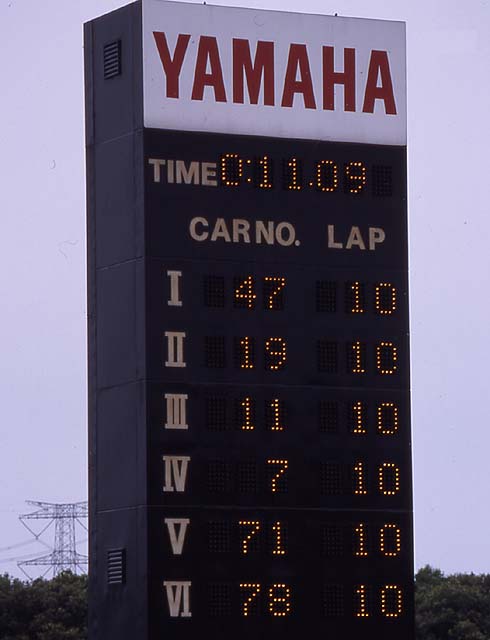 YAMAHA
TIME 0:11.09
CAR NO. LAP
I 47 10
II 19 10
III 11 10
IV 7 10
V 71 10
VI 78 10